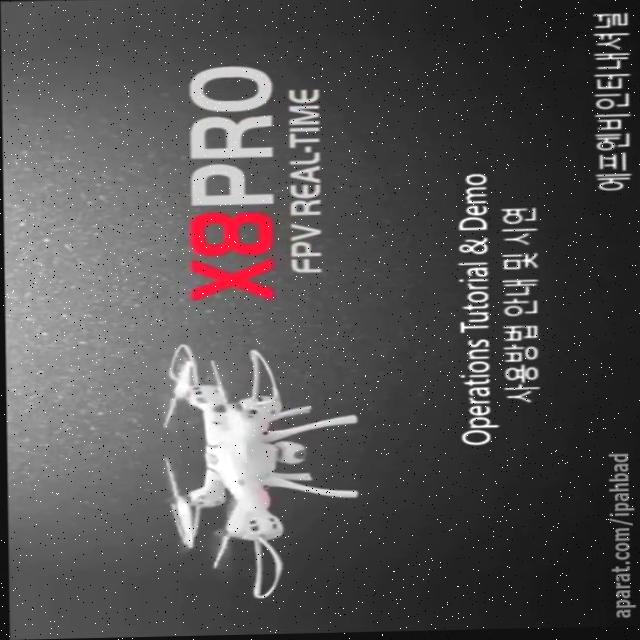 X8PRO
FPV REAL-TIME
Operations Tutorial & Demo
사용방법 안내 및 시연
aparat.com/ipahbad
에프엔비인터내셔널